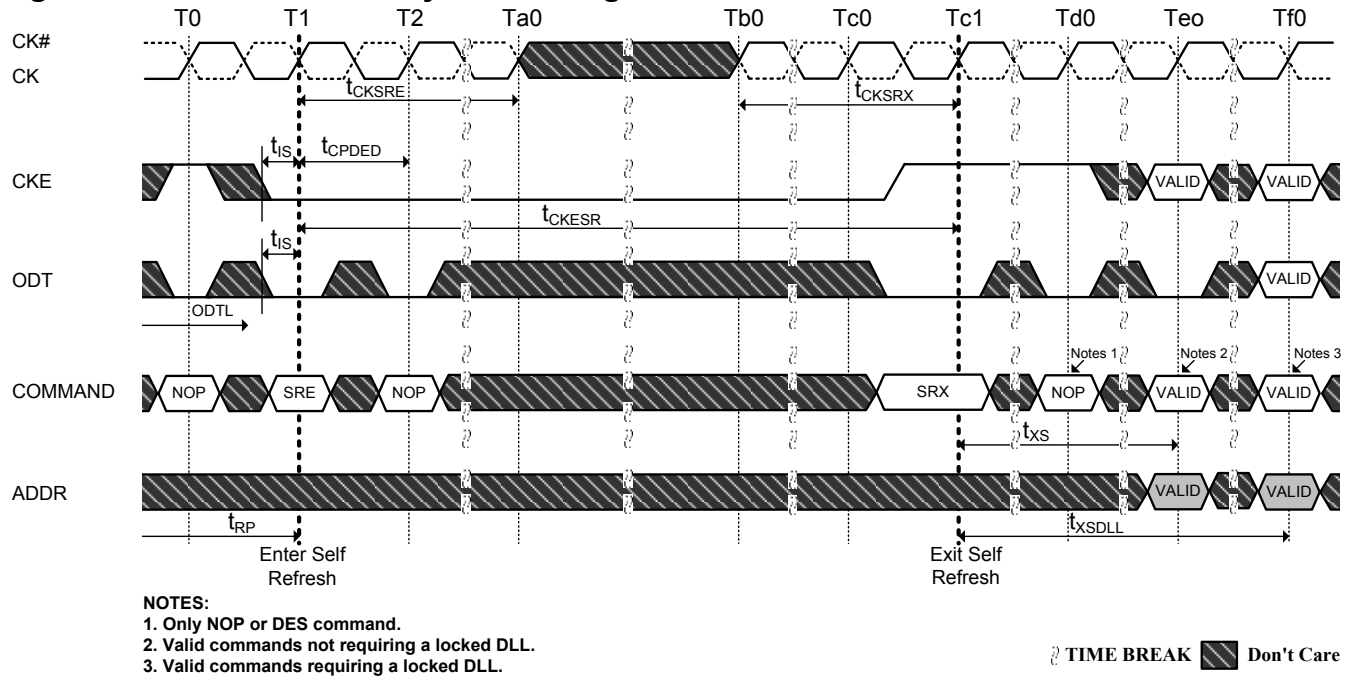 T0 T1 T2 Ta0 Tb0 Tc0 Tc1 Td0 Teo Tf0
CK#
CK
tCKSRE tCKSRX
tIS tCPDED
CKE VALID VALID
tCKESR
tIS
ODT VALID
ODTL
Notes 1 Notes 2 Notes 3
COMMAND NOP SRE NOP SRX NOP VALID VALID
tXS
ADDR VALID VALID
tRP tXSDLL
Enter Self Exit Self
Refresh Refresh
NOTES:
1. Only NOP or DES command.
2. Valid commands not requiring a locked DLL.
3. Valid commands requiring a locked DLL.
TIME BREAK Don't Care